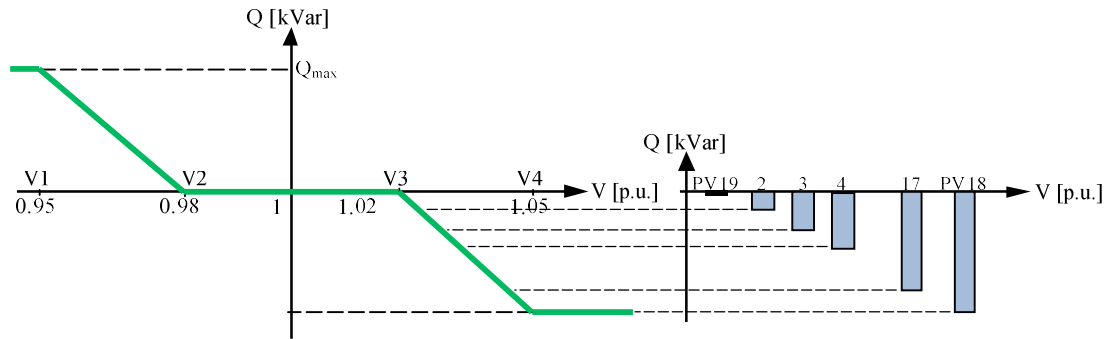 Q [kVar]
Qmax
V1
V2
V3
V4
V [p.u.]
0.95
0.98
1
1.02
1.05
Q [kVar]
PV19
2
3
4
17
PV18
V [p.u.]